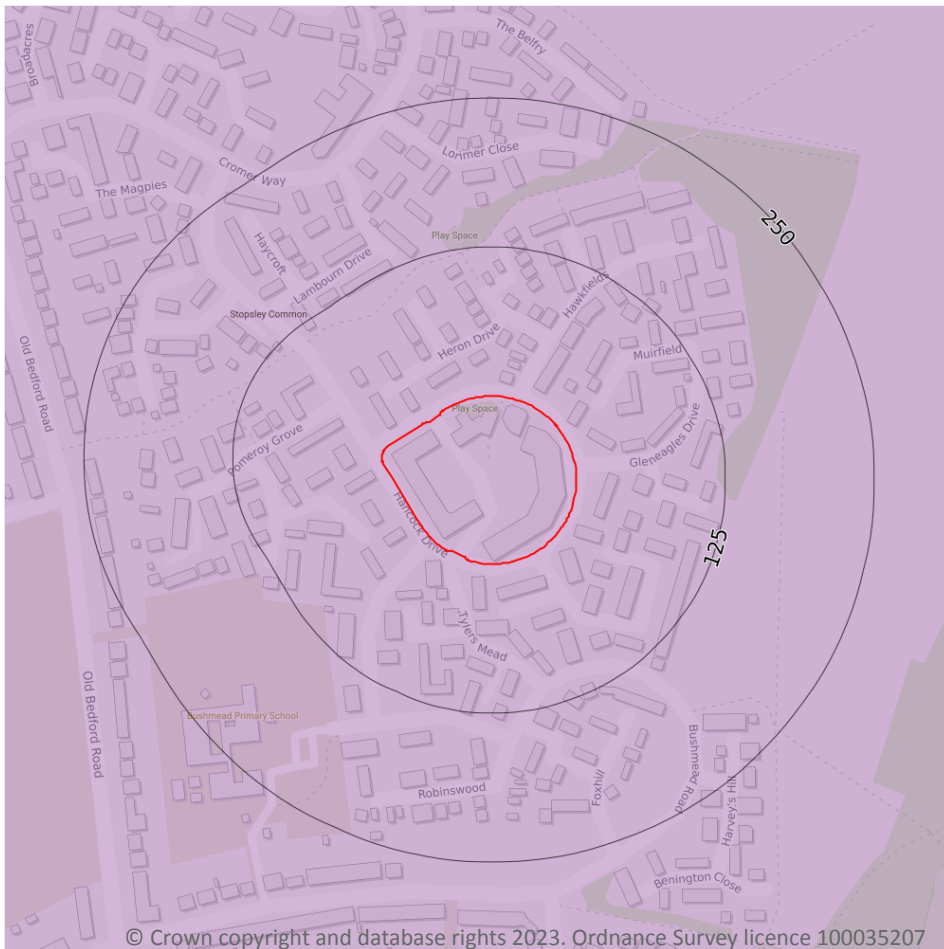 The Belfry
Broadacres
Lorimer Close
Cromer Way
The Magpies
250
Play Space
Haycroft
Lambourn Drive
Hawkfields
Stopsley Common
Heron Drive
Muirfield
Old Bedford Road
Play Space
Gleneagles Drive
Pomeroy Grove
Hancock Drive
125
Tylers Mead
Old Bedford Road
Bushmead Primary School
Bushmead Road
Robinswood
Foxhill
Harvey's Hill
Benington Close
© Crown copyright and database rights 2023. Ordnance Survey licence 100035207